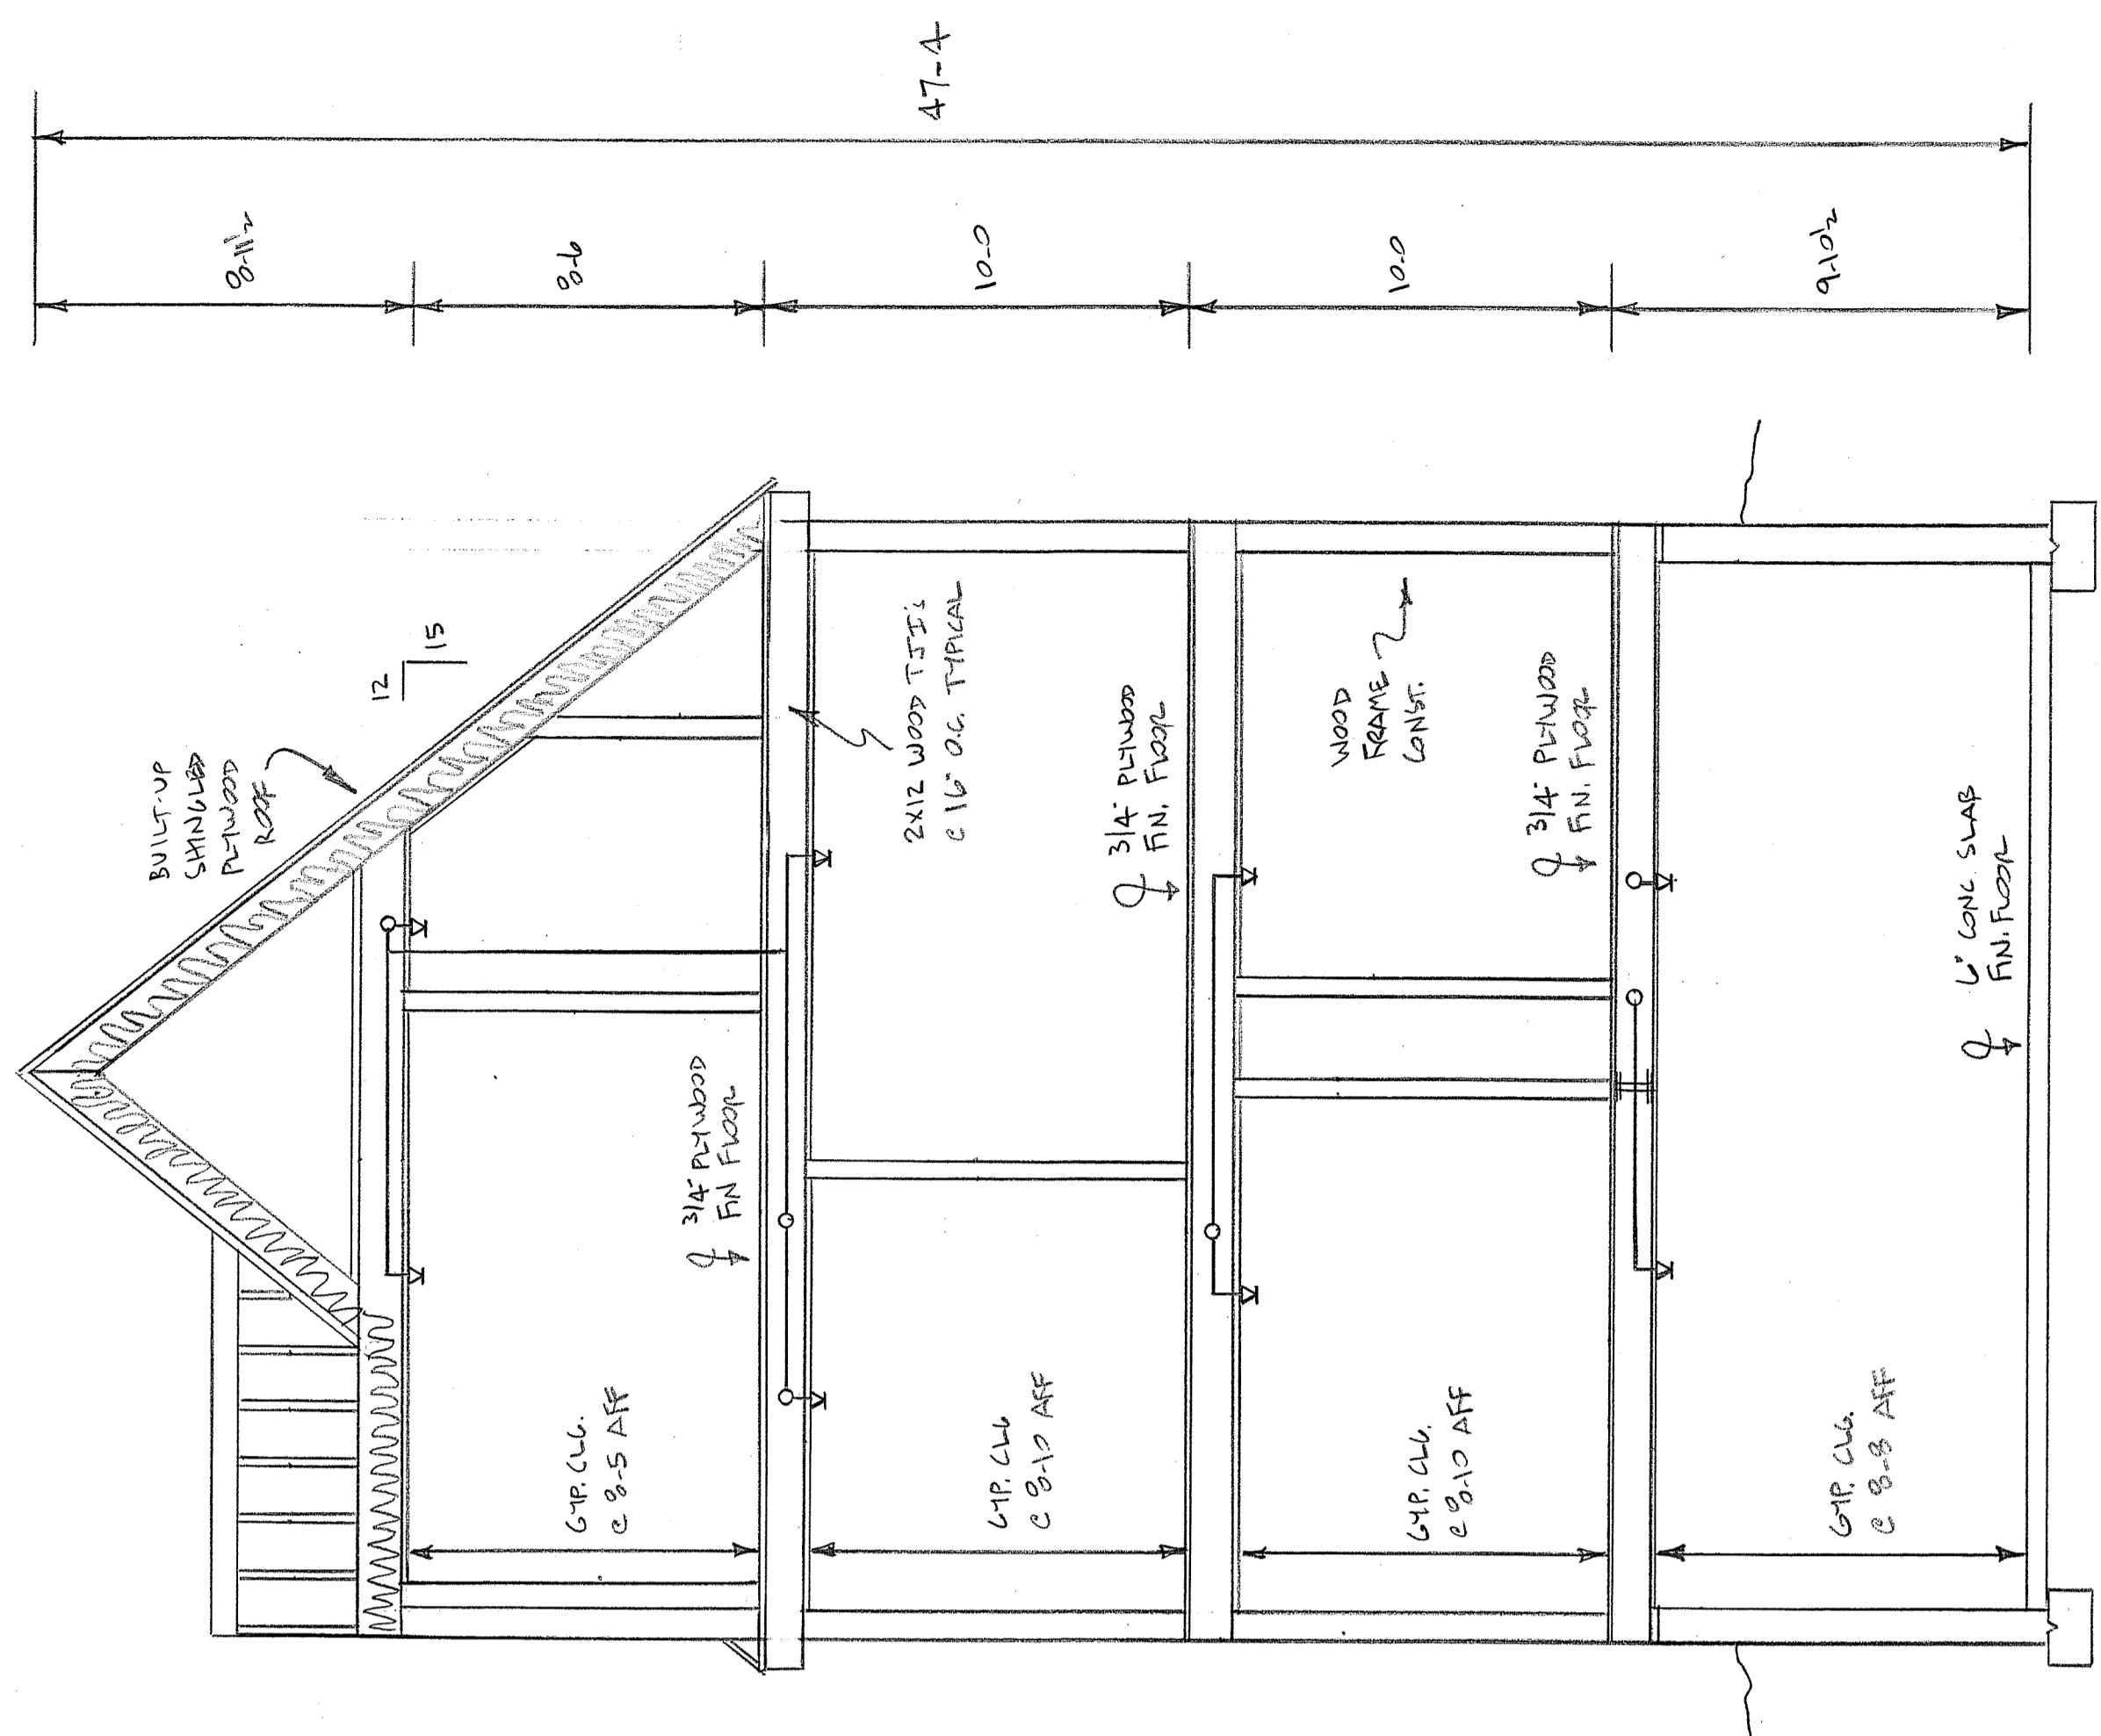 47-4
8-11½
8-6
10-0
10-0
9-10½
BUILT-UP
SHINGLED
PLYWOOD
ROOF
12
15
2x12 WOOD TJI's
@ 16" O.C. TYPICAL
3/4" PLYWOOD
FIN FLOOR
3/4" PLYWOOD
FIN. FLOOR
WOOD
FRAME
CONST.
3/4" PLYWOOD
FIN. FLOOR
6" CONC. SLAB
FIN. FLOOR
GYP. CLG.
@ 8-5 AFF
GYP. CLG
@ 8-10 AFF
GYP. CLG.
@ 8-10 AFF
GYP. CLG.
@ 8-8 AFF